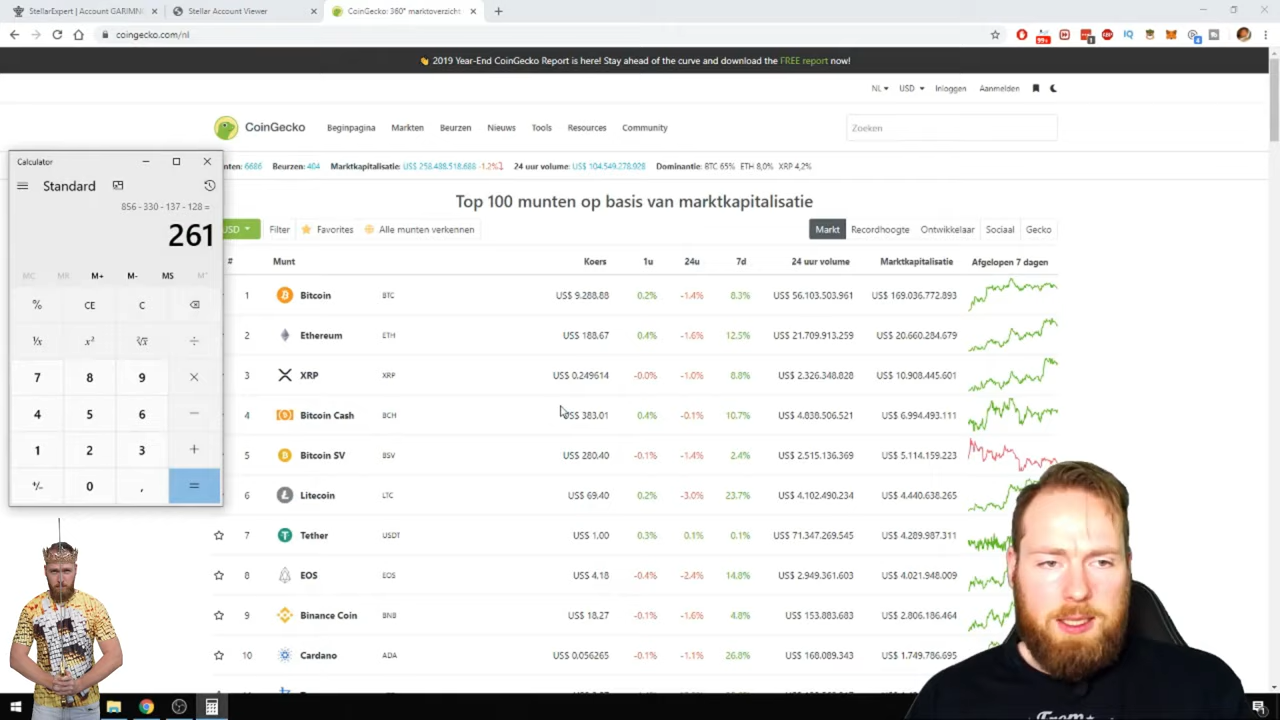 StellarExpert | Account GARIMN
Stellar Account Viewer
CoinGecko: 360° marktoverzicht
coingecko.com/nl
99+
IQ
2019 Year-End CoinGecko Report is here! Stay ahead of the curve and download the FREE report now!
NL USD Inloggen Aanmelden
CoinGecko Beginpagina Markten Beurzen Nieuws Tools Resources Community Zoeken
nten: 6686 Beurzen: 404 Marktkapitalisatie: US$ 258.488.518.688 -1.2% 24 uur volume: US$ 104.549.278.928 Dominantie: BTC 65% ETH 8,0% XRP 4,2%
Top 100 munten op basis van marktkapitalisatie
USD Filter Favorites Alle munten verkennen Markt Recordhoogte Ontwikkelaar Sociaal Gecko
# Munt Koers 1u 24u 7d 24 uur volume Marktkapitalisatie Afgelopen 7 dagen
1 Bitcoin BTC US$ 9.288,88 0.2% -1.4% 8.3% US$ 56.103.503.961 US$ 169.036.772.893
2 Ethereum ETH US$ 188,67 0.4% -1.6% 12.5% US$ 21.709.913.259 US$ 20.660.284.679
3 XRP XRP US$ 0,249614 -0.0% -1.0% 8.8% US$ 2.326.348.828 US$ 10.908.445.601
4 Bitcoin Cash BCH US$ 383,01 0.4% -0.1% 10.7% US$ 4.838.506.521 US$ 6.994.493.111
5 Bitcoin SV BSV US$ 280,40 -0.1% -1.4% 2.4% US$ 2.515.136.369 US$ 5.114.159.223
6 Litecoin LTC US$ 69,40 0.2% -3.0% 23.7% US$ 4.102.490.234 US$ 4.440.638.265
7 Tether USDT US$ 1,00 0.3% 0.1% 0.1% US$ 71.347.269.545 US$ 4.289.987.311
8 EOS EOS US$ 4,18 -0.4% -2.4% 14.8% US$ 2.949.361.603 US$ 4.021.948.009
9 Binance Coin BNB US$ 18,27 -0.1% -1.6% 4.8% US$ 153.883.683 US$ 2.806.186.464
10 Cardano ADA US$ 0,056265 -0.1% -1.1% 26.8% US$ 168.089.343 US$ 1.749.786.695
Calculator
Standard
856 - 330 - 137 - 128 =
261
MC MR M+ M- MS M
% CE C
¹/x x² ²√x ÷
7 8 9 ×
4 5 6 −
1 2 3 +
+/- 0 , =
From